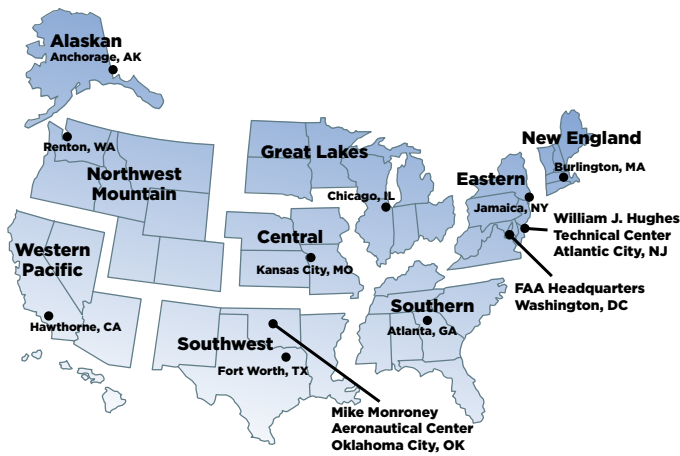 Alaskan
Anchorage, AK
Renton, WA
Northwest
Mountain
Great Lakes
Chicago, IL
New England
Burlington, MA
Eastern
Jamaica, NY
William J. Hughes
Technical Center
Atlantic City, NJ
FAA Headquarters
Washington, DC
Central
Kansas City, MO
Western
Pacific
Hawthorne, CA
Southern
Atlanta, GA
Southwest
Fort Worth, TX
Mike Monroney
Aeronautical Center
Oklahoma City, OK